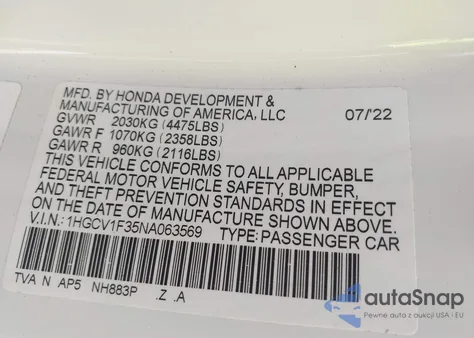 MFD. BY HONDA DEVELOPMENT &
MANUFACTURING OF AMERICA, LLC 07/'22
GVWR 2030KG (4475LBS)
GAWR F 1070KG (2358LBS)
GAWR R 960KG (2116LBS)
THIS VEHICLE CONFORMS TO ALL APPLICABLE
FEDERAL MOTOR VEHICLE SAFETY, BUMPER,
AND THEFT PREVENTION STANDARDS IN EFFECT
ON THE DATE OF MANUFACTURE SHOWN ABOVE.
V.I.N.: 1HGCV1F35NA063569 TYPE: PASSENGER CAR
TVA N AP5 NH883P .Z .A
autoSnap
Pewne auta z aukcji USA - EU